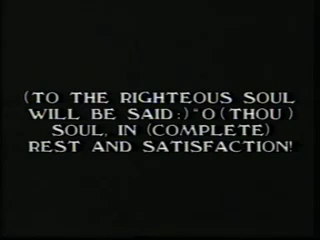 (TO THE RIGHTEOUS SOUL
WILL BE SAID:)"O(THOU)
SOUL, IN (COMPLETE)
REST AND SATISFACTION!